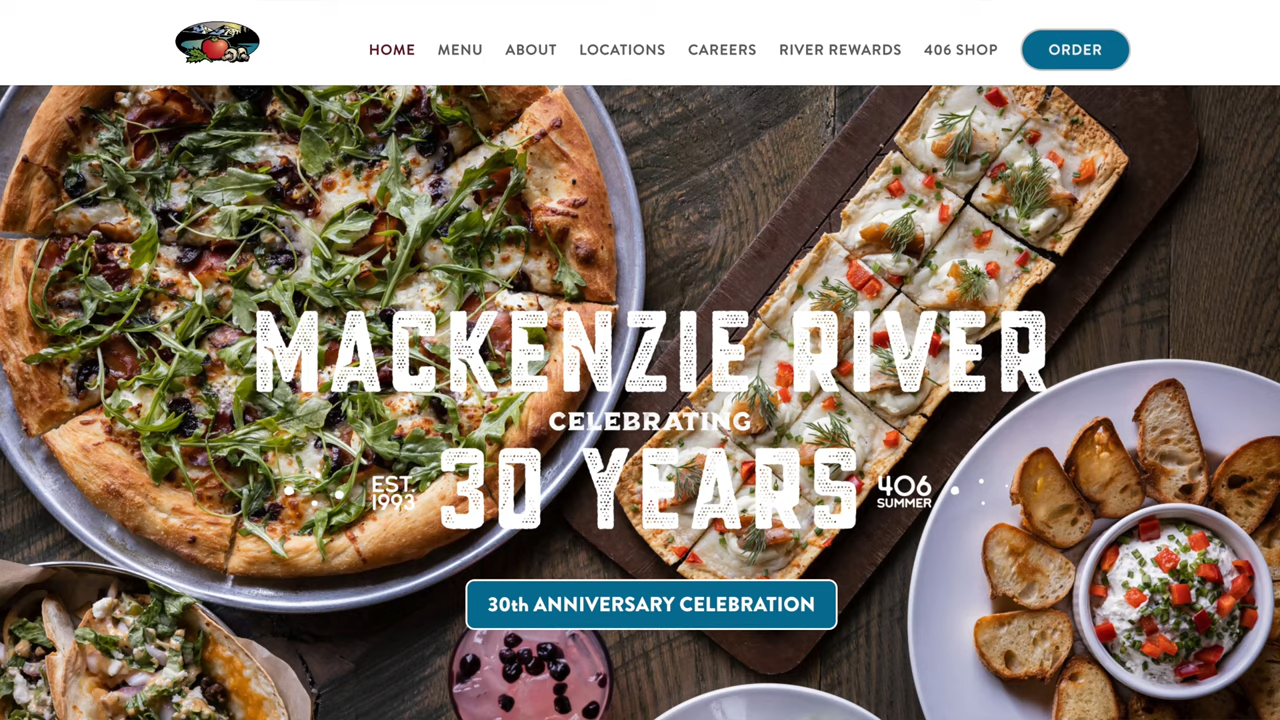 HOME MENU ABOUT LOCATIONS CAREERS RIVER REWARDS 406 SHOP ORDER
MACKENZIE RIVER
CELEBRATING
EST. 1993
30 YEARS
406 SUMMER
30th ANNIVERSARY CELEBRATION